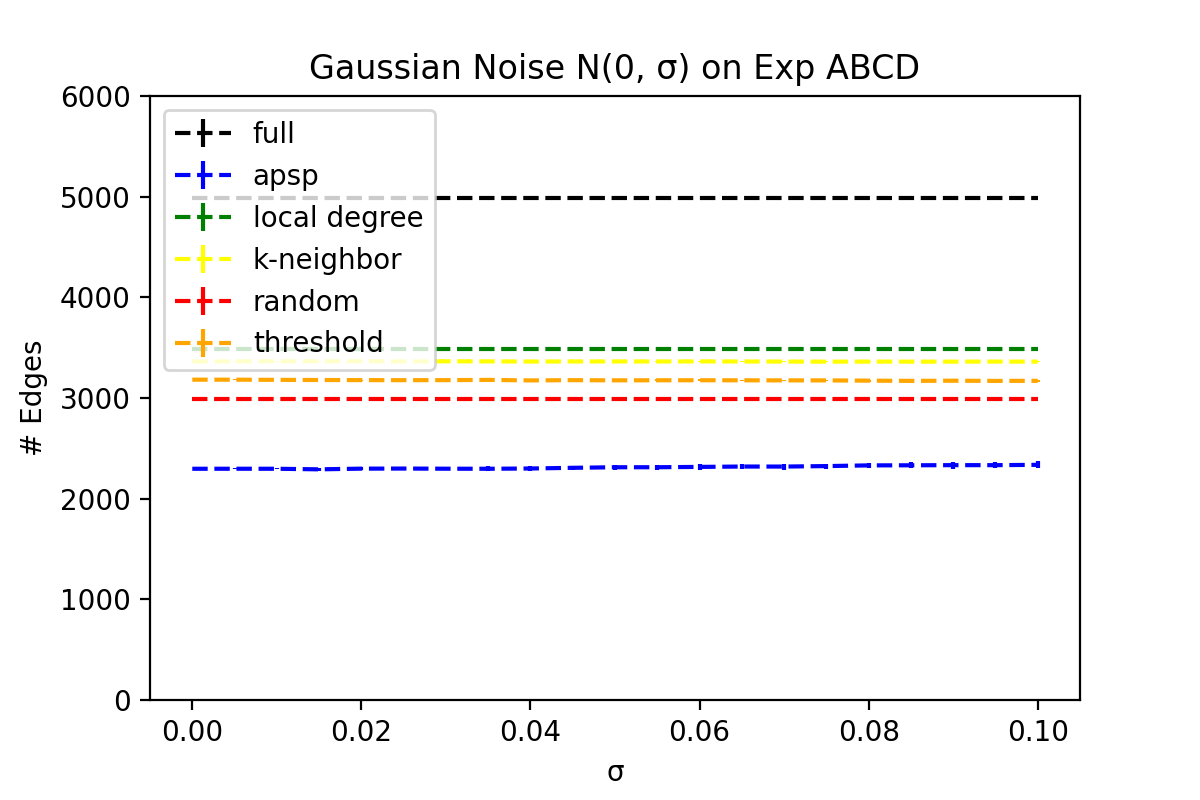 Gaussian Noise N(0, σ) on Exp ABCD
6000
5000
4000
3000
2000
1000
0
# Edges
full
apsp
local degree
k-neighbor
random
threshold
0.00 0.02 0.04 0.06 0.08 0.10
σ